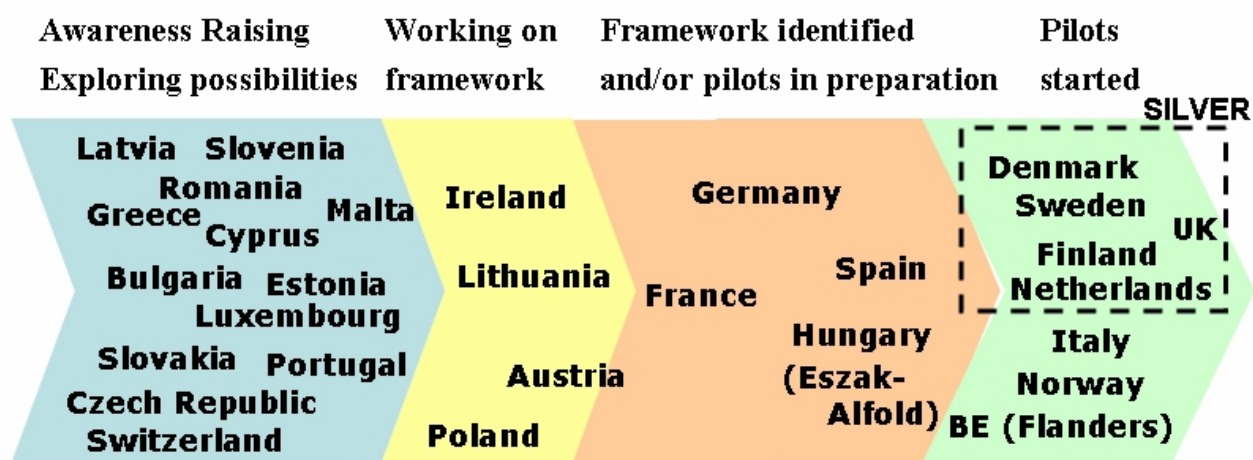 Awareness Raising
Exploring possibilities
Working on
framework
Framework identified
and/or pilots in preparation
Pilots
started
SILVER
Latvia Slovenia
Romania
Greece Malta
Cyprus
Bulgaria Estonia
Luxembourg
Slovakia Portugal
Czech Republic
Switzerland
Ireland
Lithuania
Austria
Poland
Germany
Spain
France
Hungary
(Eszak-
Alfold)
Denmark
Sweden
UK
Finland
Netherlands
Italy
Norway
BE (Flanders)